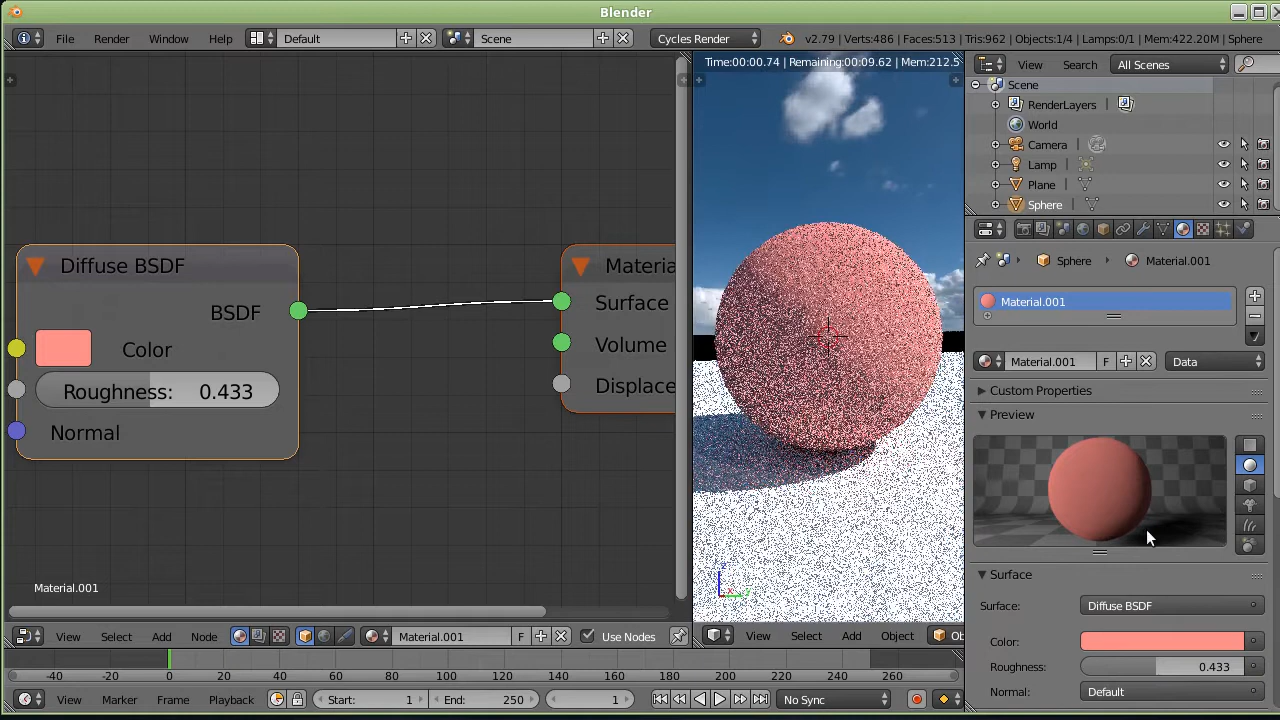 Blender
File Render Window Help Default Scene Cycles Render v2.79 | Verts:486 | Faces:513 | Tris:962 | Objects:1/4 | Lamps:0/1 | Mem:422.20M | Sphere
Time:00:00.74 | Remaining:00:09.62 | Mem:212.5
View Search All Scenes
Scene
RenderLayers |
World
Camera |
Lamp |
Plane |
Sphere |
Diffuse BSDF
BSDF
Color
Roughness: 0.433
Normal
Materia
Surface
Volume
Displace
Material.001
Sphere Material.001
Material.001
Material.001 F Data
Custom Properties
Preview
Surface
Surface: Diffuse BSDF
Color:
Roughness: 0.433
Normal: Default
View Select Add Node Material.001 F Use Nodes
View Select Add Object Ob
-40 -20 0 20 40 60 80 100 120 140 160 180 200 220 240 260
View Marker Frame Playback Start: 1 End: 250 1 No Sync